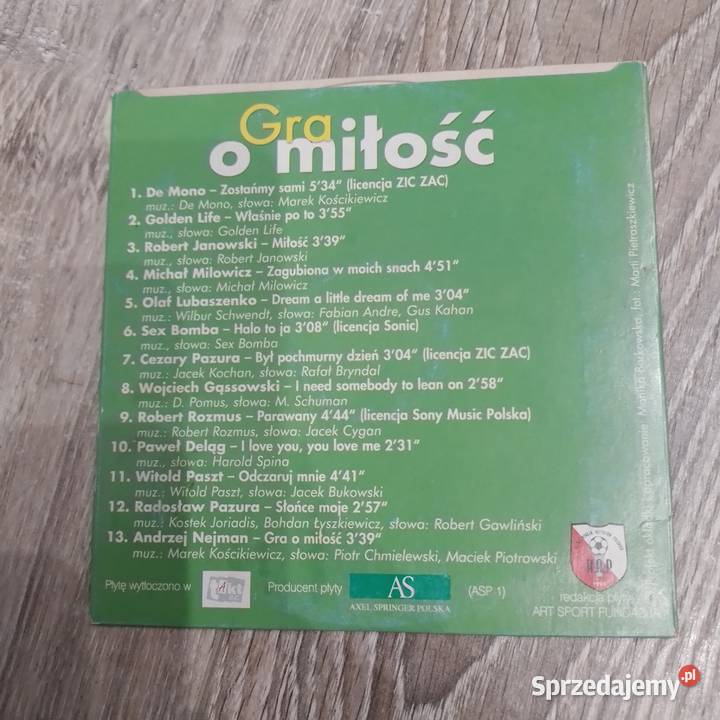 Gra
o miłość
1. De Mono – Zostańmy sami 5'34" (licencja ZIC ZAC)
muz.: De Mono, słowa: Marek Kościkiewicz
2. Golden Life – Właśnie po to 3'55"
muz., słowa: Golden Life
3. Robert Janowski – Miłość 3'39"
muz., słowa: Robert Janowski
4. Michał Milowicz – Zagubiona w moich snach 4'51"
muz., słowa: Michał Milowicz
5. Olaf Lubaszenko – Dream a little dream of me 3'04"
muz.: Wilbur Schwendt, słowa: Fabian Andre, Gus Kahan
6. Sex Bomba – Halo to ja 3'08" (licencja Sonic)
muz., słowa: Sex Bomba
7. Cezary Pazura – Był pochmurny dzień 3'04" (licencja ZIC ZAC)
muz.: Jacek Kochan, słowa: Rafał Bryndal
8. Wojciech Gąssowski – I need somebody to lean on 2'58"
muz.: D. Pomus, słowa: M. Schuman
9. Robert Rozmus – Parawany 4'44" (licencja Sony Music Polska)
muz.: Robert Rozmus, słowa: Jacek Cygan
10. Paweł Deląg – I love you, you love me 2'31"
muz., słowa: Harold Spina
11. Witold Paszt – Odczaruj mnie 4'41"
muz.: Witold Paszt, słowa: Jacek Bukowski
12. Radosław Pazura – Słońce moje 2'57"
muz.: Kostek Joriadis, Bohdan Łyszkiewicz, słowa: Robert Gawliński
13. Andrzej Nejman – Gra o miłość 3'39"
muz.: Marek Kościkiewicz, słowa: Piotr Chmielewski, Maciek Piotrowski
Płytę wytłoczono w
Producent płyty
AS
AXEL SPRINGER POLSKA
(ASP 1)
redakcja płyty
ART SPORT FUNDACJA
projekt okładki i opracowanie: Monika Rutkowska, fot.: Marti Pietraszkiewicz
Sprzedajemy.pl